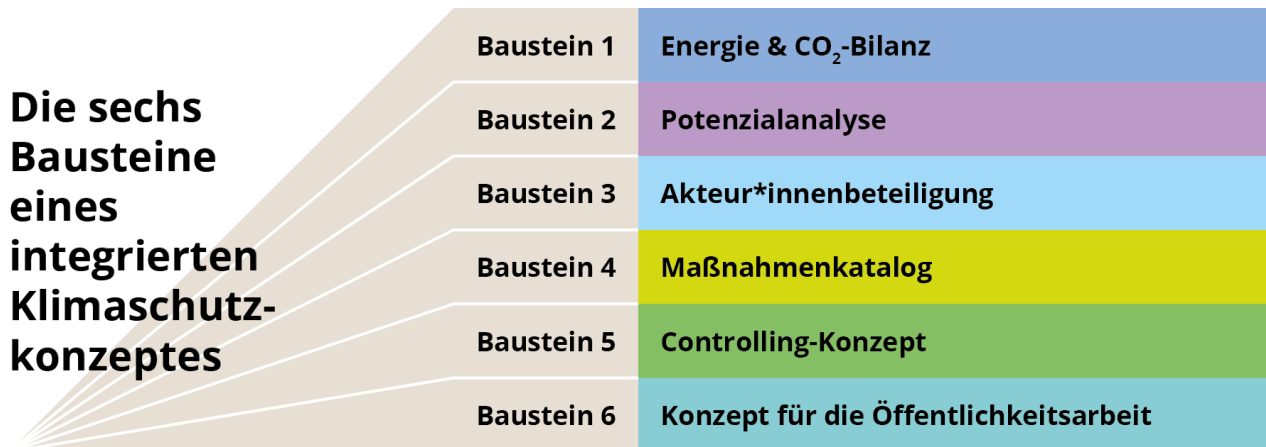 Die sechs
Bausteine
eines
integrierten
Klimaschutz-
konzeptes
Baustein 1 Energie & CO₂-Bilanz
Baustein 2 Potenzialanalyse
Baustein 3 Akteur*innenbeteiligung
Baustein 4 Maßnahmenkatalog
Baustein 5 Controlling-Konzept
Baustein 6 Konzept für die Öffentlichkeitsarbeit